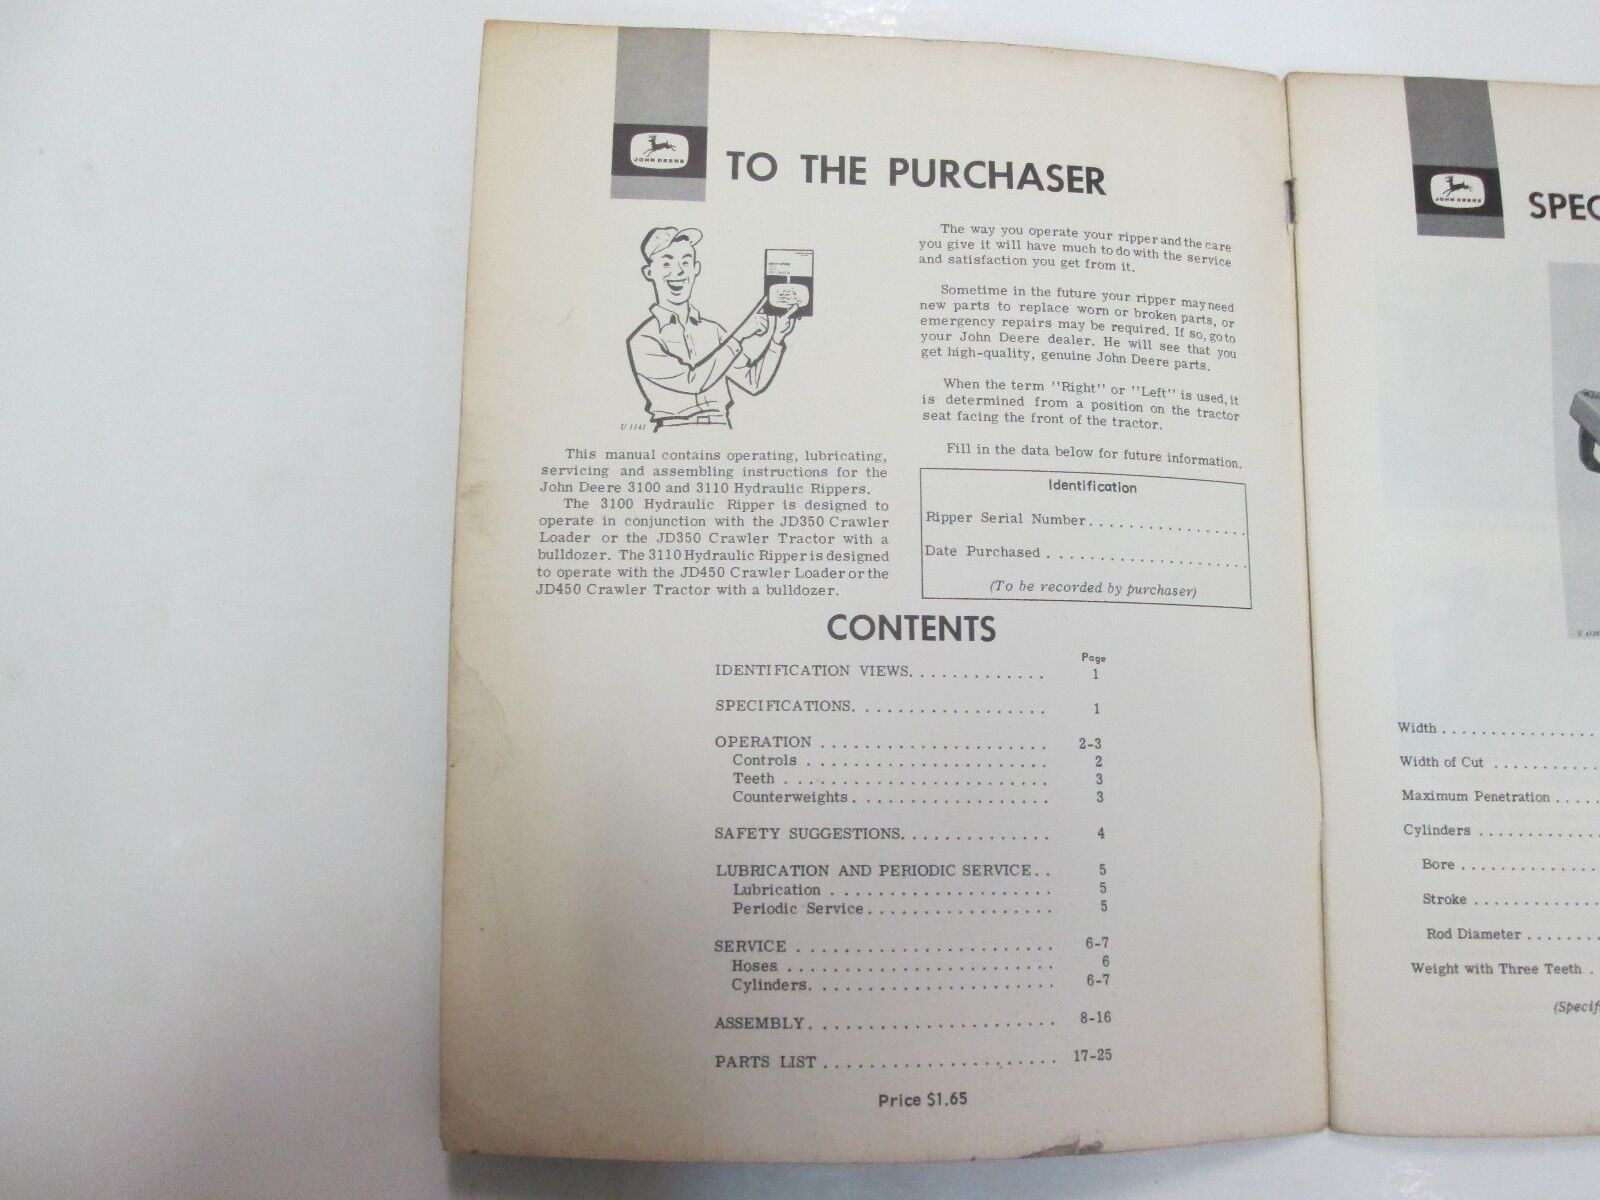 JOHN DEERE
TO THE PURCHASER
U 1141
This manual contains operating, lubricating,
servicing and assembling instructions for the
John Deere 3100 and 3110 Hydraulic Rippers.
The 3100 Hydraulic Ripper is designed to
operate in conjunction with the JD350 Crawler
Loader or the JD350 Crawler Tractor with a
bulldozer. The 3110 Hydraulic Ripper is designed
to operate with the JD450 Crawler Loader or the
JD450 Crawler Tractor with a bulldozer.
The way you operate your ripper and the care
you give it will have much to do with the service
and satisfaction you get from it.
Sometime in the future your ripper may need
new parts to replace worn or broken parts, or
emergency repairs may be required. If so, go to
your John Deere dealer. He will see that you
get high-quality, genuine John Deere parts.
When the term "Right" or "Left" is used, it
is determined from a position on the tractor
seat facing the front of the tractor.
Fill in the data below for future information.
Identification
Ripper Serial Number . . . . . . . . . . . . . . . . .
Date Purchased . . . . . . . . . . . . . . . . . . . . .
(To be recorded by purchaser)
CONTENTS
Page
IDENTIFICATION VIEWS. . . . . . . . . . . . . 1
SPECIFICATIONS. . . . . . . . . . . . . . . . . . 1
OPERATION . . . . . . . . . . . . . . . . . . . . . 2-3
Controls . . . . . . . . . . . . . . . . . . . . . . 2
Teeth . . . . . . . . . . . . . . . . . . . . . . . . 3
Counterweights . . . . . . . . . . . . . . . . . . 3
SAFETY SUGGESTIONS. . . . . . . . . . . . . . 4
LUBRICATION AND PERIODIC SERVICE . . 5
Lubrication . . . . . . . . . . . . . . . . . . . . 5
Periodic Service . . . . . . . . . . . . . . . . . 5
SERVICE . . . . . . . . . . . . . . . . . . . . . . 6-7
Hoses . . . . . . . . . . . . . . . . . . . . . . . . 6
Cylinders. . . . . . . . . . . . . . . . . . . . . . 6-7
ASSEMBLY . . . . . . . . . . . . . . . . . . . . . 8-16
PARTS LIST . . . . . . . . . . . . . . . . . . . . 17-25
Price $1.65
JOHN DEERE
SPEC
Width . . . . . . . . . . . . . .
Width of Cut . . . . . . . . . .
Maximum Penetration . . . . .
Cylinders . . . . . . . . . . . .
Bore . . . . . . . . . . . . . .
Stroke . . . . . . . . . . . . .
Rod Diameter . . . . . . . .
Weight with Three Teeth .
(Specif